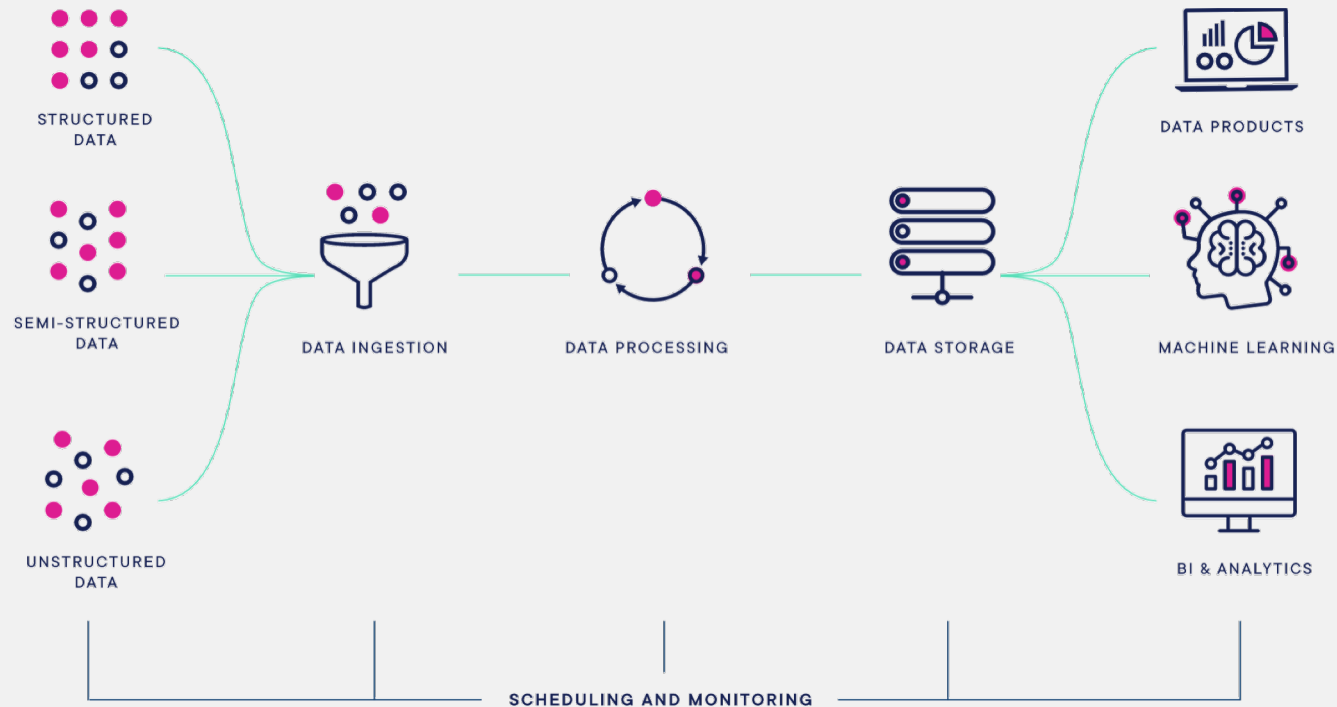 STRUCTURED
DATA
SEMI-STRUCTURED
DATA
UNSTRUCTURED
DATA
DATA INGESTION
DATA PROCESSING
DATA STORAGE
DATA PRODUCTS
MACHINE LEARNING
BI & ANALYTICS
SCHEDULING AND MONITORING